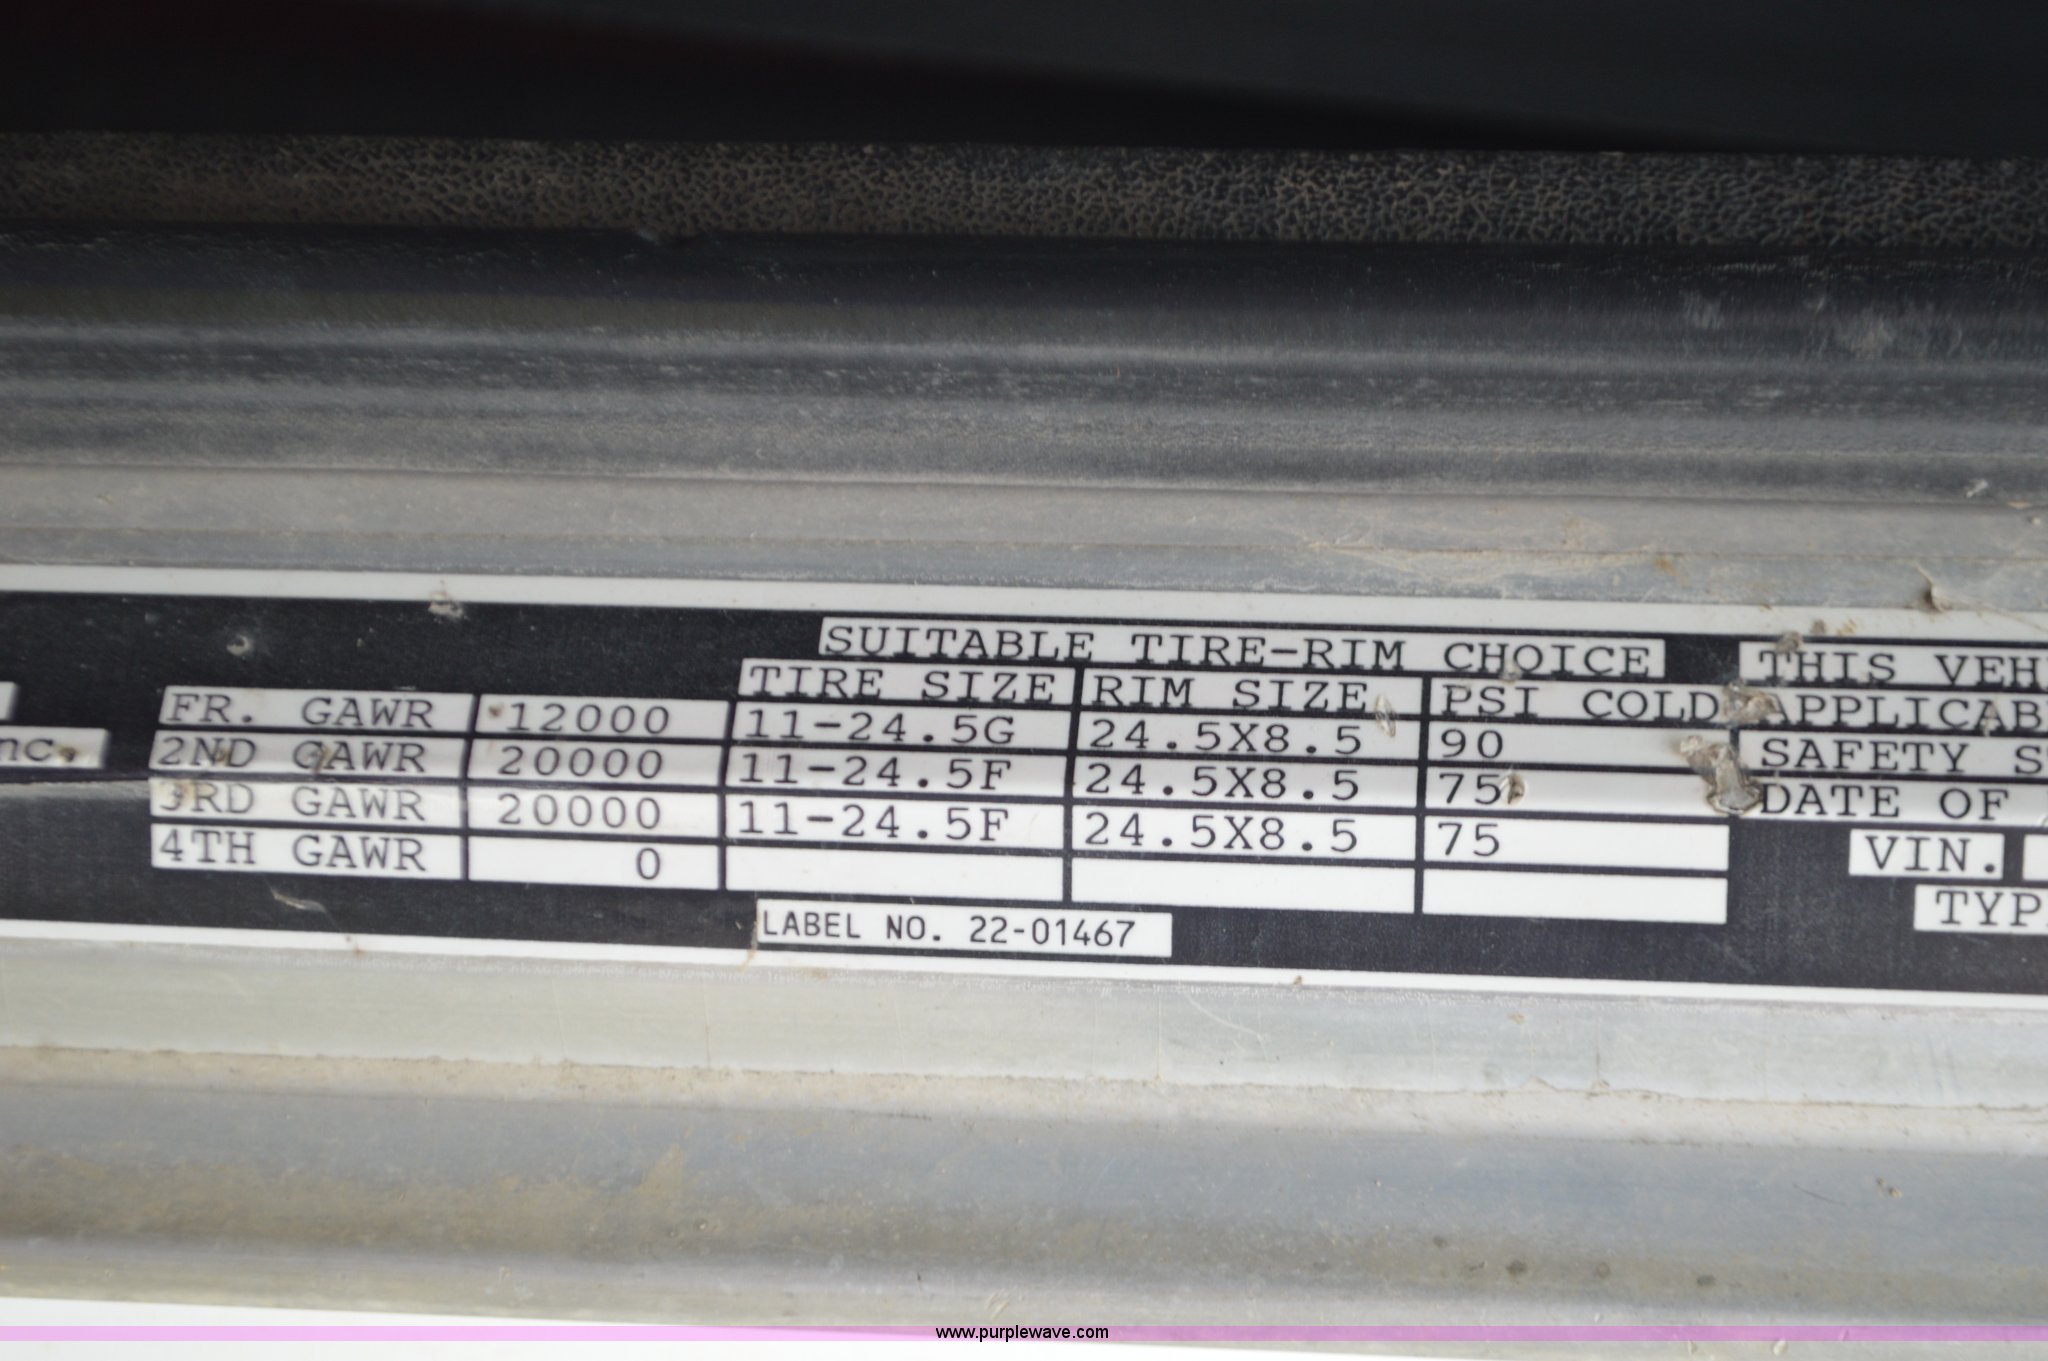 SUITABLE TIRE-RIM CHOICE
TIRE SIZE RIM SIZE PSI COLD
FR. GAWR 12000 11-24.5G 24.5X8.5 90
2ND GAWR 20000 11-24.5F 24.5X8.5 75
3RD GAWR 20000 11-24.5F 24.5X8.5 75
4TH GAWR 0
LABEL NO. 22-01467
nc.
THIS VEH
APPLICAB
SAFETY S
DATE OF
VIN.
TYP
www.purplewave.com